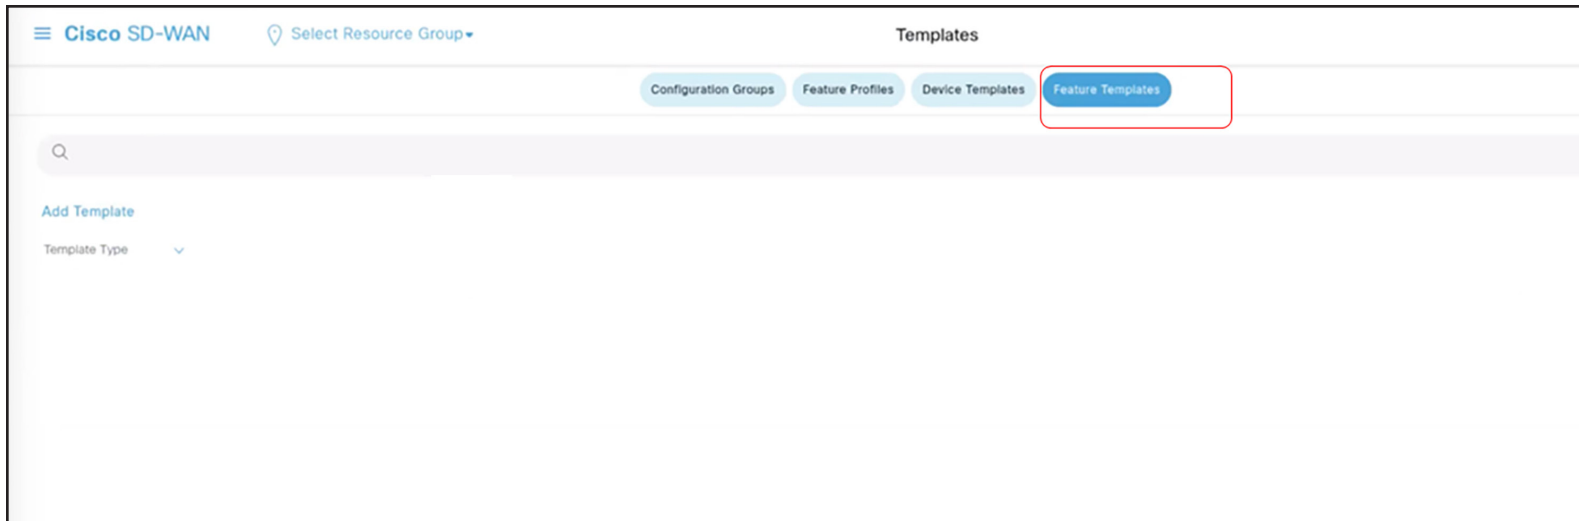 Cisco SD-WAN Select Resource Group Templates
Configuration Groups Feature Profiles Device Templates Feature Templates
Add Template
Template Type